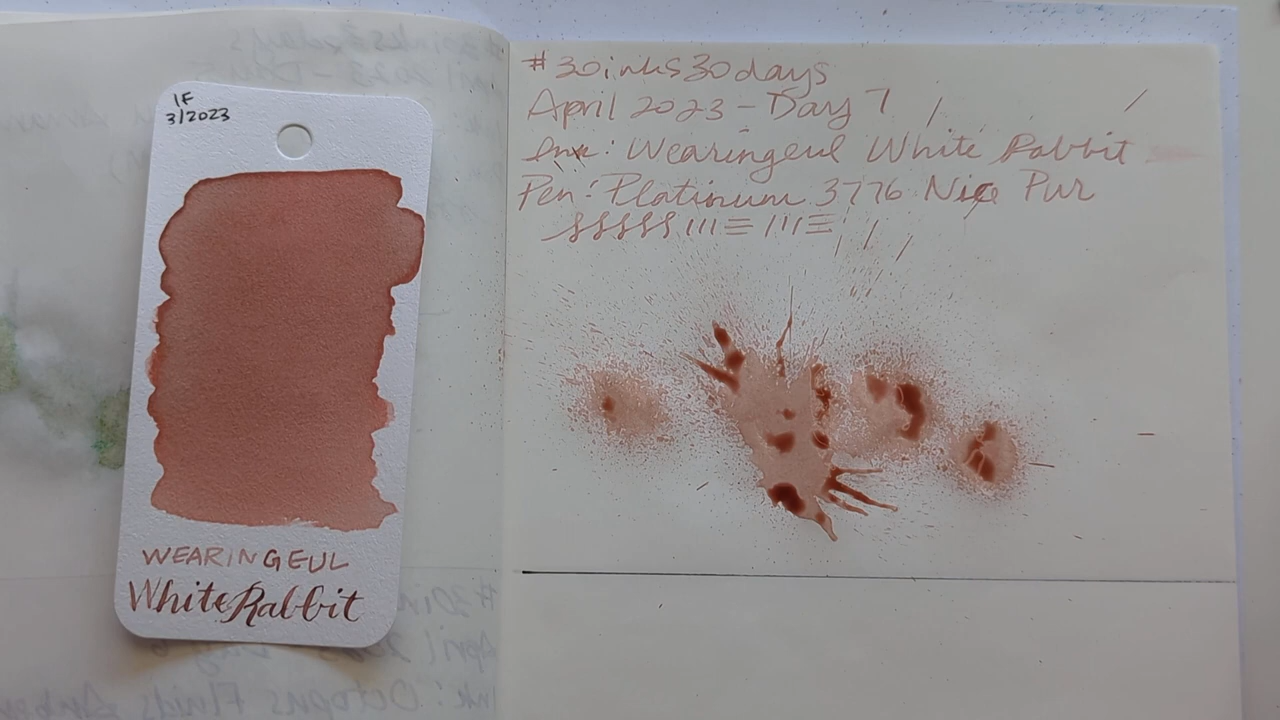 IF
3/2023
WEARINGEUL
White Rabbit
#30inks30days
April 2023 - Day 7
Ink: Wearingeul White Rabbit
Pen: Platinum 3776 Nice Pur